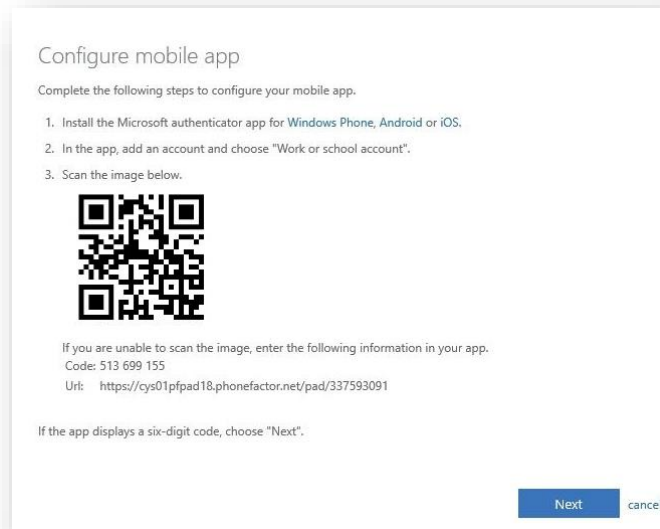 Configure mobile app
Complete the following steps to configure your mobile app.
1. Install the Microsoft authenticator app for Windows Phone, Android or iOS.
2. In the app, add an account and choose "Work or school account".
3. Scan the image below.
If you are unable to scan the image, enter the following information in your app.
Code: 513 699 155
Url: https://cys01pfpad18.phonefactor.net/pad/337593091
If the app displays a six-digit code, choose "Next".
Next cance